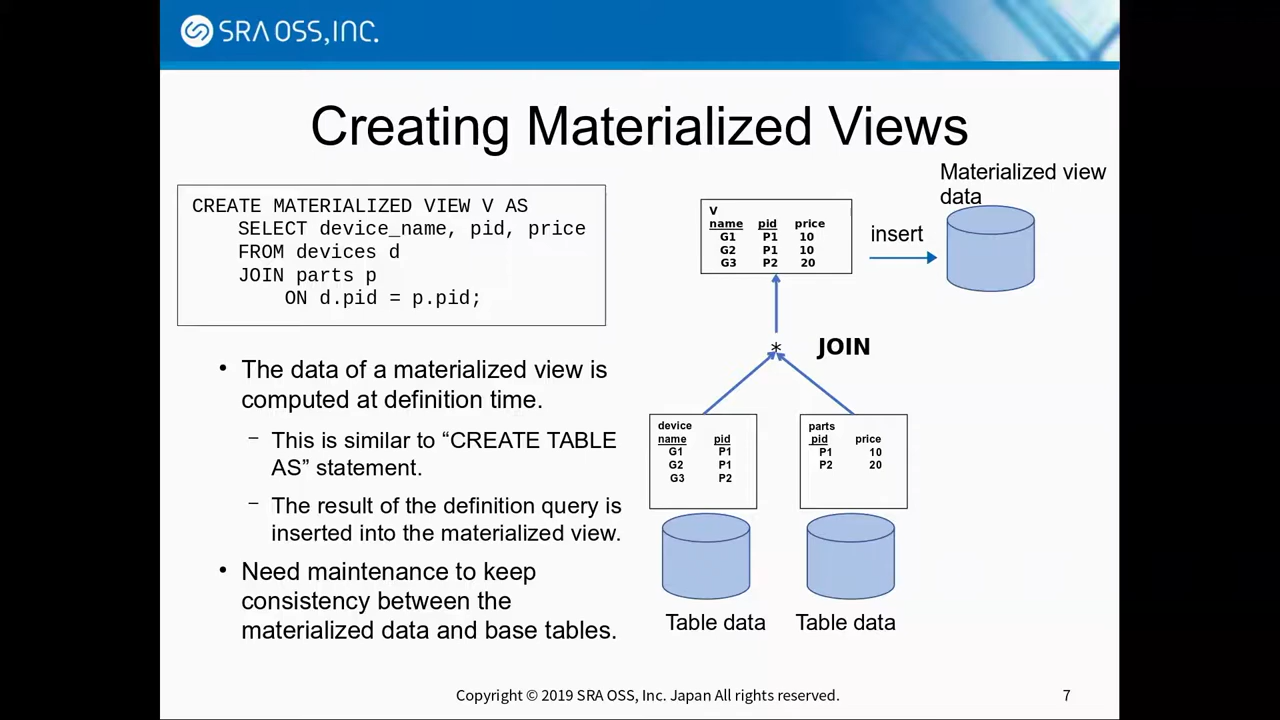 SRA OSS, INC.
Creating Materialized Views
CREATE MATERIALIZED VIEW V AS
SELECT device_name, pid, price
FROM devices d
JOIN parts p
ON d.pid = p.pid;
• The data of a materialized view is
computed at definition time.
– This is similar to “CREATE TABLE
AS” statement.
– The result of the definition query is
inserted into the materialized view.
• Need maintenance to keep
consistency between the
materialized data and base tables.
Materialized view
data
V
name pid price
G1 P1 10
G2 P1 10
G3 P2 20
insert
* JOIN
device
name pid
G1 P1
G2 P1
G3 P2
parts
pid price
P1 10
P2 20
Table data
Table data
Copyright © 2019 SRA OSS, Inc. Japan All rights reserved.
7